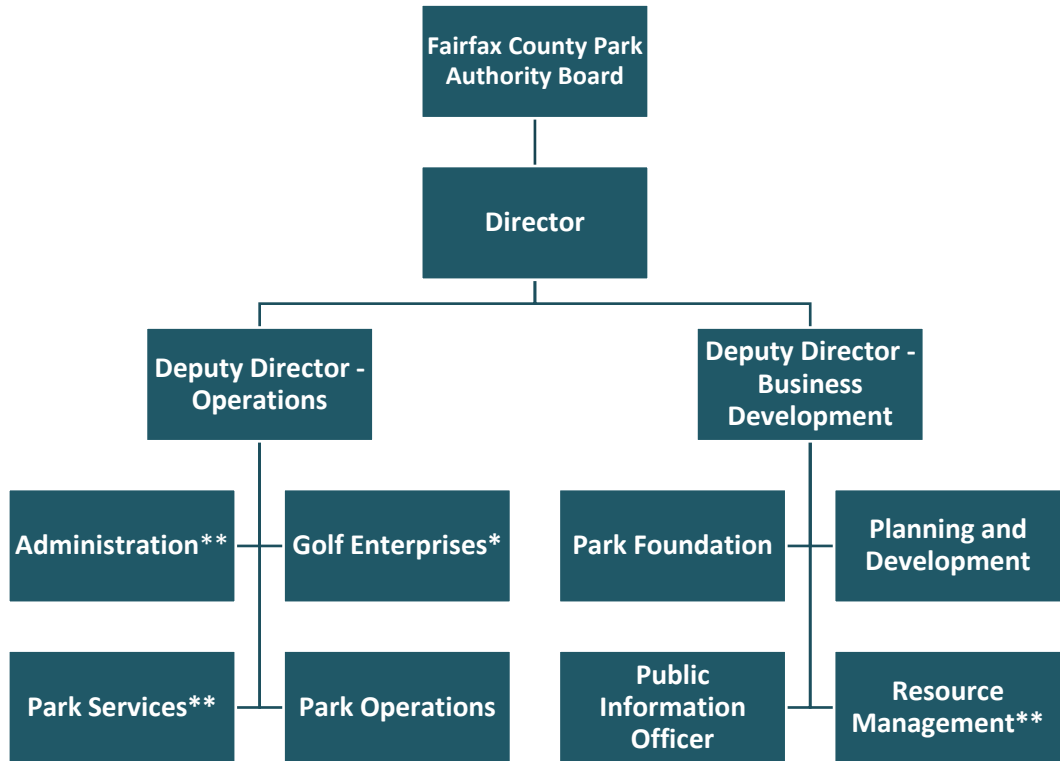 Fairfax County Park
Authority Board
Director
Deputy Director -
Operations
Deputy Director -
Business
Development
Administration**
Golf Enterprises*
Park Foundation
Planning and
Development
Park Services**
Park Operations
Public
Information
Officer
Resource
Management**